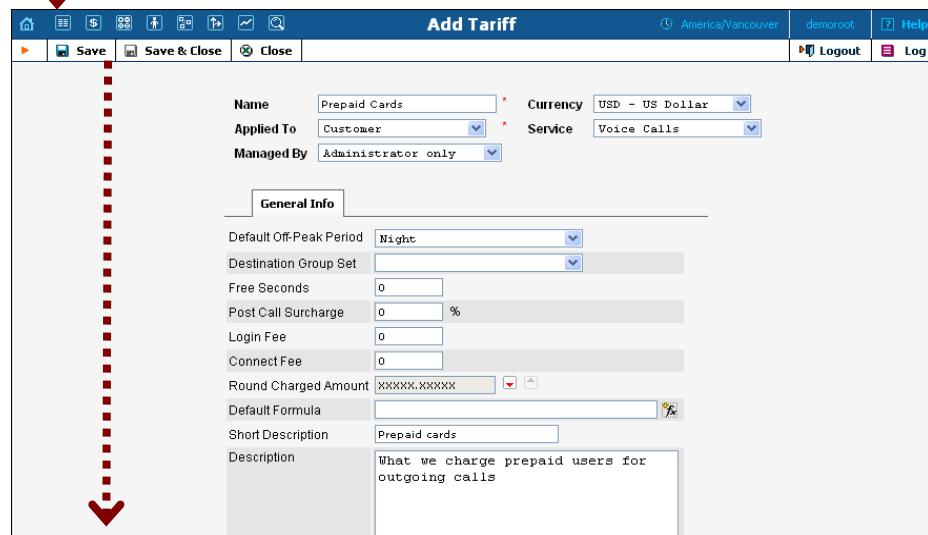 Add Tariff America/Vancouver demoroot ? Help
Save Save & Close Close Logout Log
Name Prepaid Cards * Currency USD - US Dollar
Applied To Customer * Service Voice Calls
Managed By Administrator only
General Info
Default Off-Peak Period Night
Destination Group Set
Free Seconds 0
Post Call Surcharge 0 %
Login Fee 0
Connect Fee 0
Round Charged Amount XXXXX.XXXXX
Default Formula
Short Description Prepaid cards
Description What we charge prepaid users for
outgoing calls